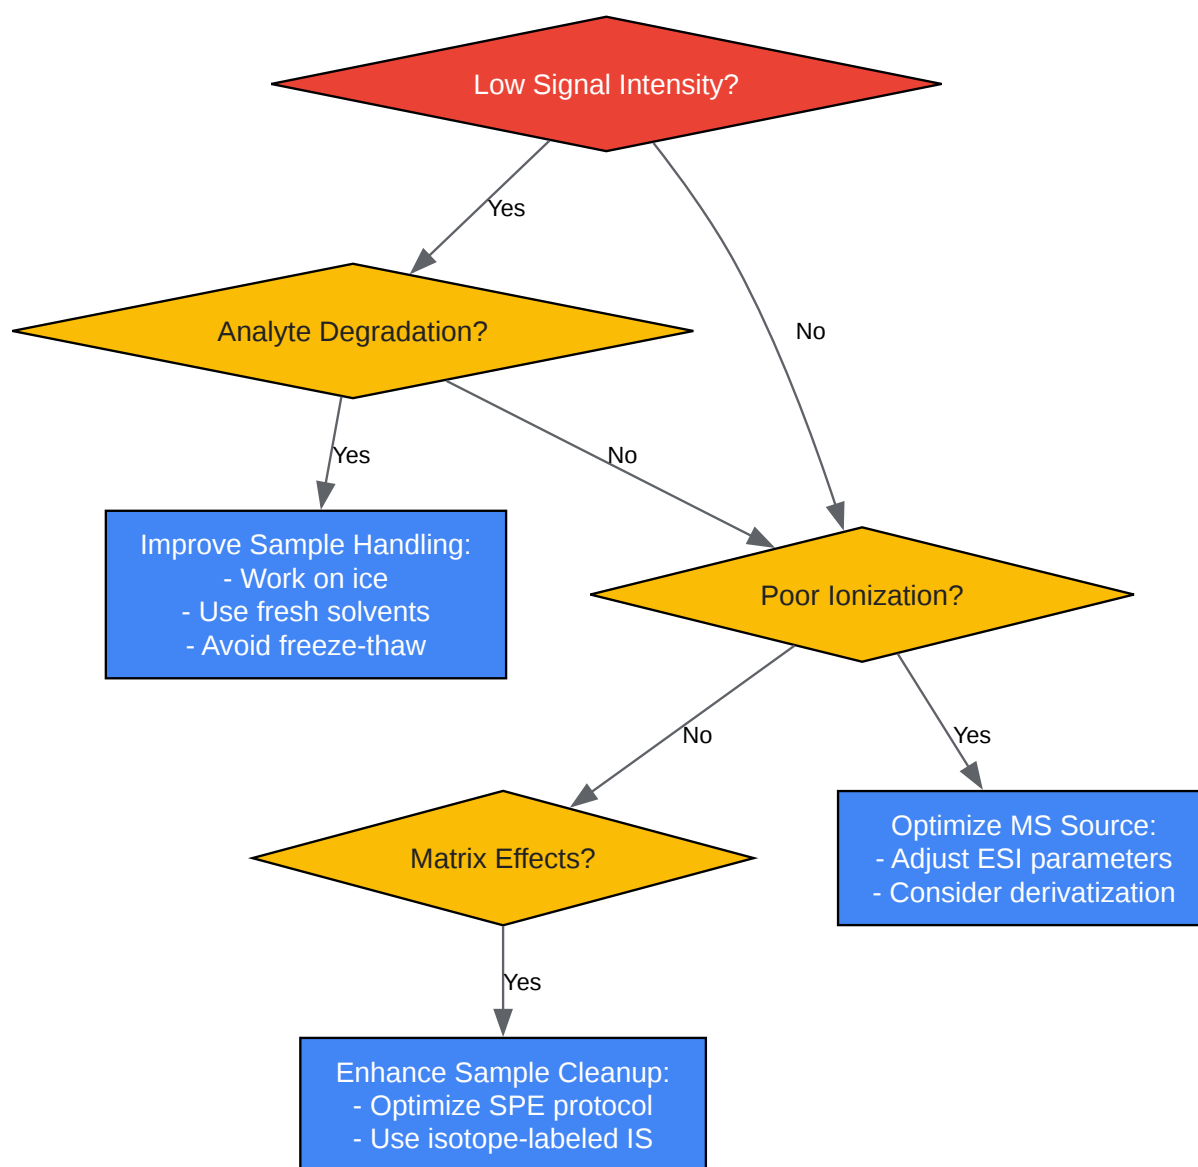 Low Signal Intensity?
Yes
No
Analyte Degradation?
Yes
No
Improve Sample Handling:
- Work on ice
- Use fresh solvents
- Avoid freeze-thaw
Poor Ionization?
No
Yes
Matrix Effects?
Optimize MS Source:
- Adjust ESI parameters
- Consider derivatization
Yes
Enhance Sample Cleanup:
- Optimize SPE protocol
- Use isotope-labeled IS